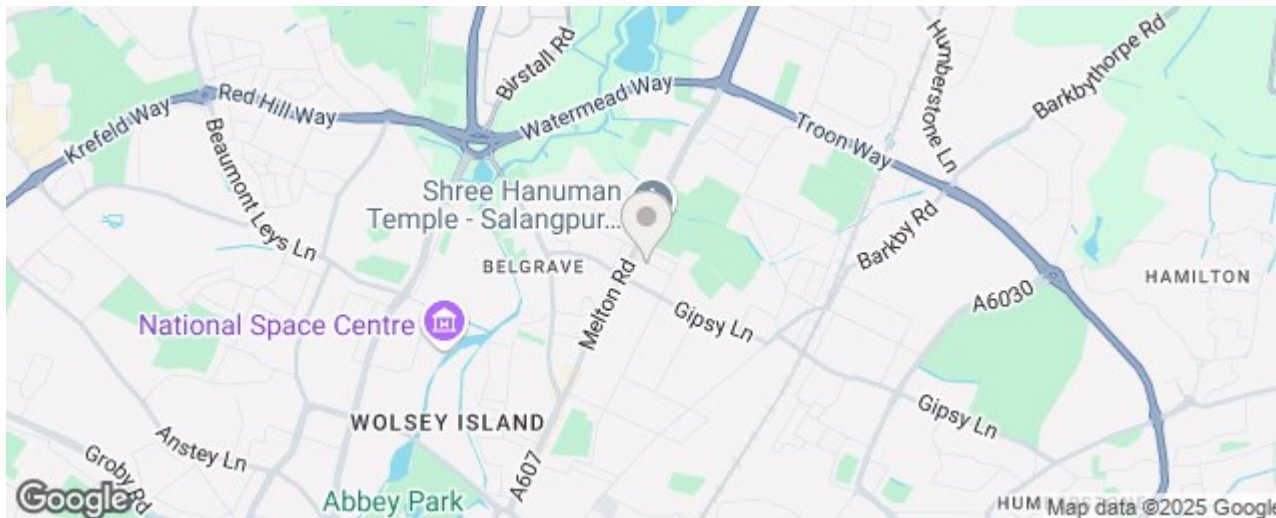 Birstall Rd
Humberstone Ln
Barkbythorpe Rd
Krefeld Way
Red Hill Way
Watermead Way
Troon Way
Beaumont Leys Ln
Shree Hanuman
Temple - Salangpur...
Barkby Rd
BELGRAVE
HAMILTON
Melton Rd
A6030
National Space Centre
Gipsy Ln
WOLSEY ISLAND
Gipsy Ln
Anstey Ln
Groby Rd
A607
Abbey Park
Google
Map data ©2025 Google